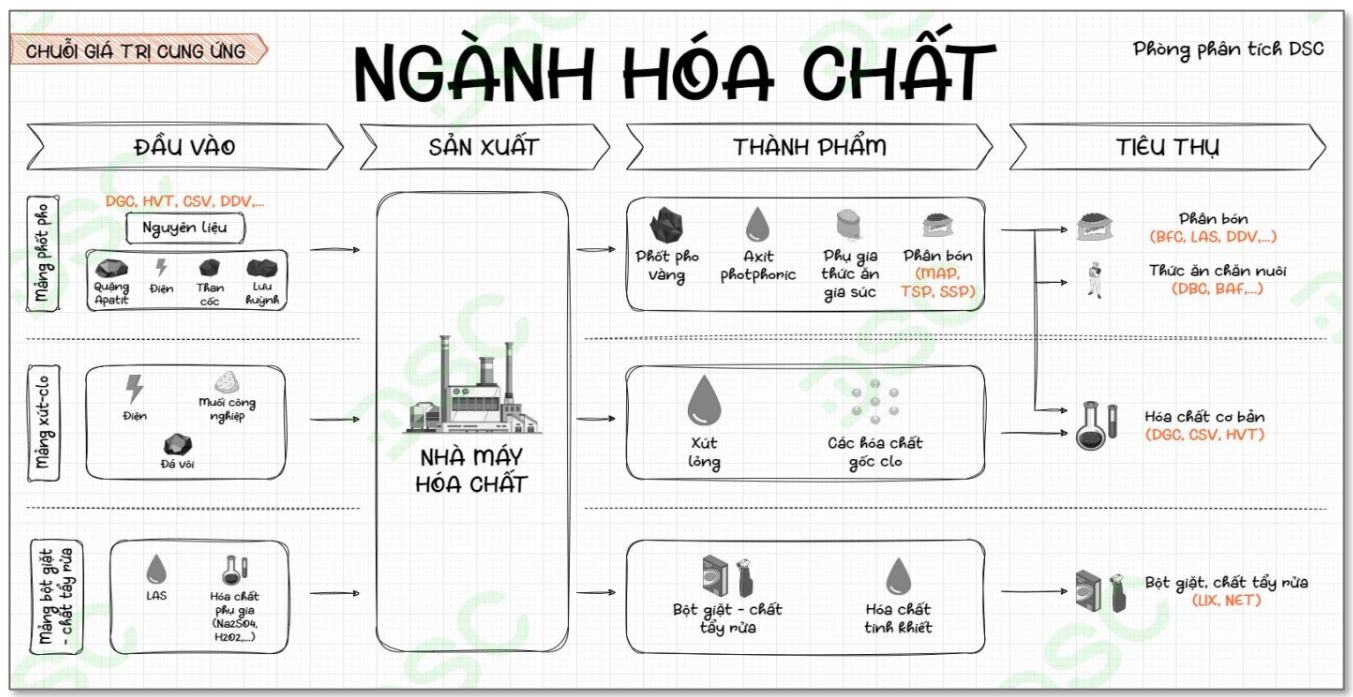 CHUỖI GIÁ TRỊ CUNG ỨNG
NGÀNH HÓA CHẤT
Phòng phân tích DSC
ĐẦU VÀO
SẢN XUẤT
THÀNH PHẨM
TIÊU THỤ
Mảng phốt pho
DGC, HVT, CSV, DDV,...
Nguyên liệu
Quặng
Apatit
Điện
Than
cốc
Lưu
huỳnh
Phốt pho
vàng
Axit
photphoric
Phụ gia
thức ăn
gia súc
Phân bón
(MAP,
TSP, SSP)
Phân bón
(BFC, LAS, DDV,...)
Thức ăn chăn nuôi
(DBC, BAF,...)
Mảng xút-clo
Điện
Muối công
nghiệp
Đá vôi
NHÀ MÁY
HÓA CHẤT
Xút
lỏng
Các hóa chất
gốc clo
Hóa chất cơ bản
(DGC, CSV, HVT)
Mảng bột giặt
- chất tẩy rửa
LAS
Hóa chất
phụ gia
(Na2SO4,
H2O2,...)
Bột giặt - chất
tẩy rửa
Hóa chất
tinh khiết
Bột giặt, chất tẩy rửa
(LIX, NET)
DSC
DSC
DSC
DSC
DSC